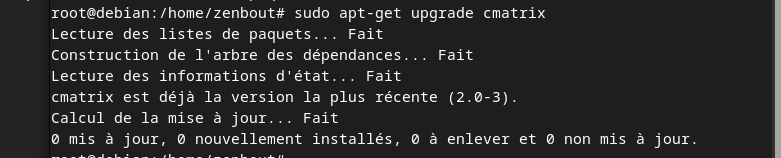 root@debian:/home/zenbout# sudo apt-get upgrade cmatrix
Lecture des listes de paquets... Fait
Construction de l'arbre des dépendances... Fait
Lecture des informations d'état... Fait
cmatrix est déjà la version la plus récente (2.0-3).
Calcul de la mise à jour... Fait
0 mis à jour, 0 nouvellement installés, 0 à enlever et 0 non mis à jour.
root@debian:/home/zenbout#